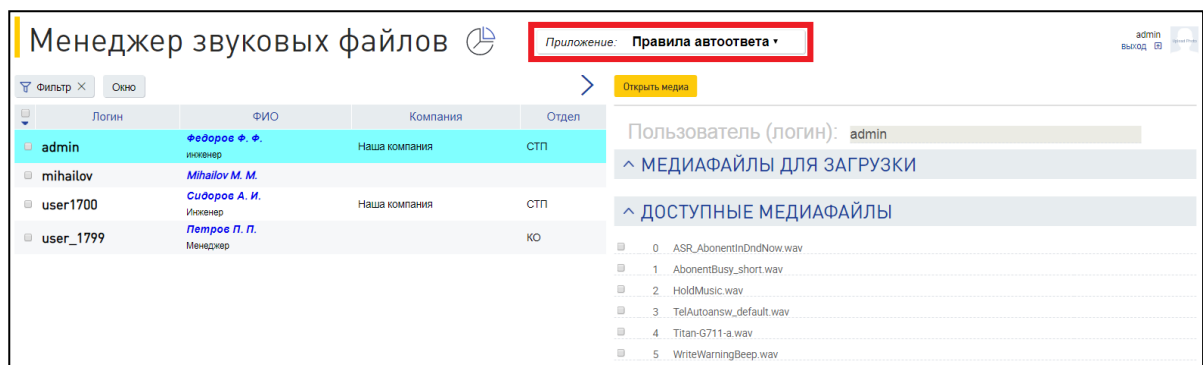 Менеджер звуковых файлов
Приложение: Правила автоответа
admin
выход
Фильтр
Окно
Открыть медиа
Логин ФИО Компания Отдел
admin Федоров Ф. Ф. Наша компания СТП
инженер
mihailov Mihailov M. M.
user1700 Сидоров А. И. Наша компания СТП
Инженер
user_1799 Петров П. П. КО
Менеджер
Пользователь (логин): admin
МЕДИАФАЙЛЫ ДЛЯ ЗАГРУЗКИ
ДОСТУПНЫЕ МЕДИАФАЙЛЫ
0 ASR_AbonentInDndNow.wav
1 AbonentBusy_short.wav
2 HoldMusic.wav
3 TelAutoansw_default.wav
4 Titan-G711-a.wav
5 WriteWarningBeep.wav